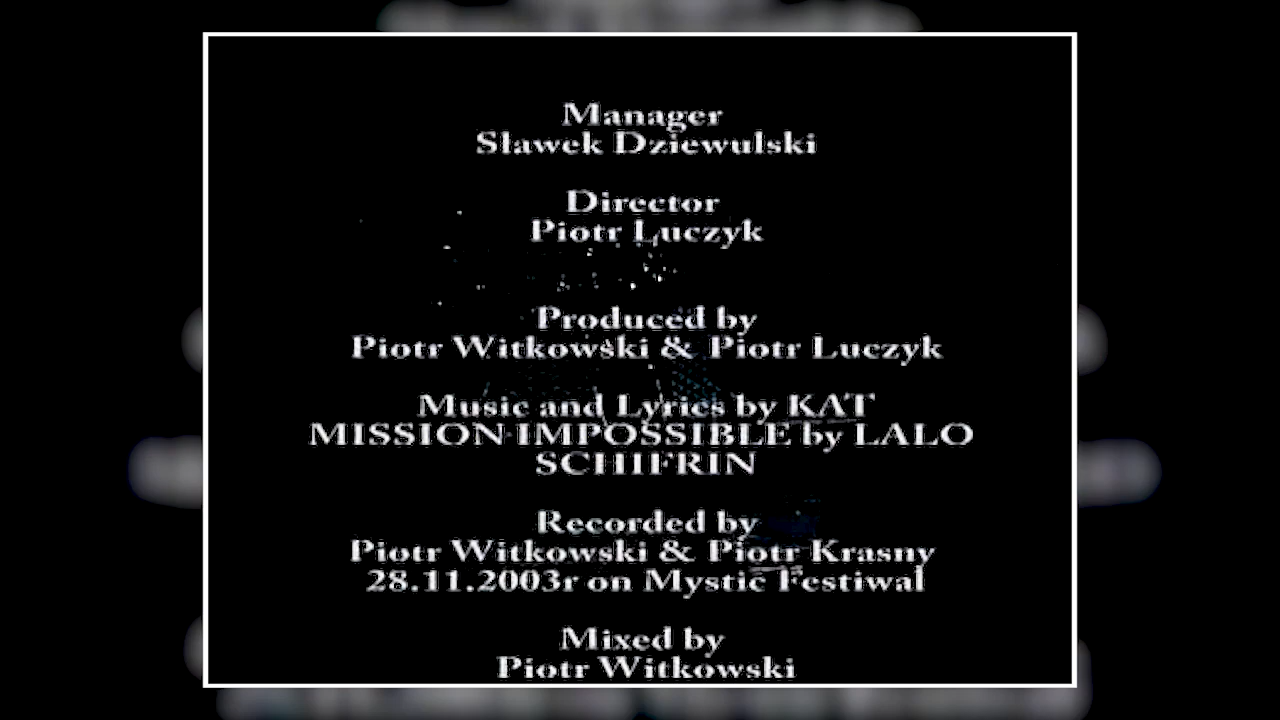 Manager
Sławek Dziewulski
Director
Piotr Luczyk
Produced by
Piotr Witkowski & Piotr Luczyk
Music and Lyrics by KAT
MISSION IMPOSSIBLE by LALO
SCHIFRIN
Recorded by
Piotr Witkowski & Piotr Krasny
28.11.2003r on Mystic Festiwal
Mixed by
Piotr Witkowski